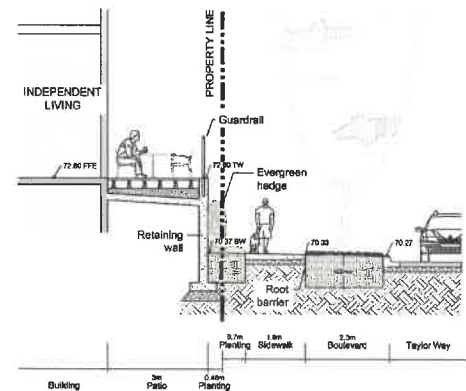 PROPERTY LINE
INDEPENDENT
LIVING
Guardrail
72.60 FFE
TW
Evergreen
hedge
Retaining
wall
70.37 BW
70.33
70.27
Root
barrier
0.7m
Planting
1.8m
Sidewalk
2.3m
Boulevard
Taylor Way
Building
3m
Patio
0.46m
Planting